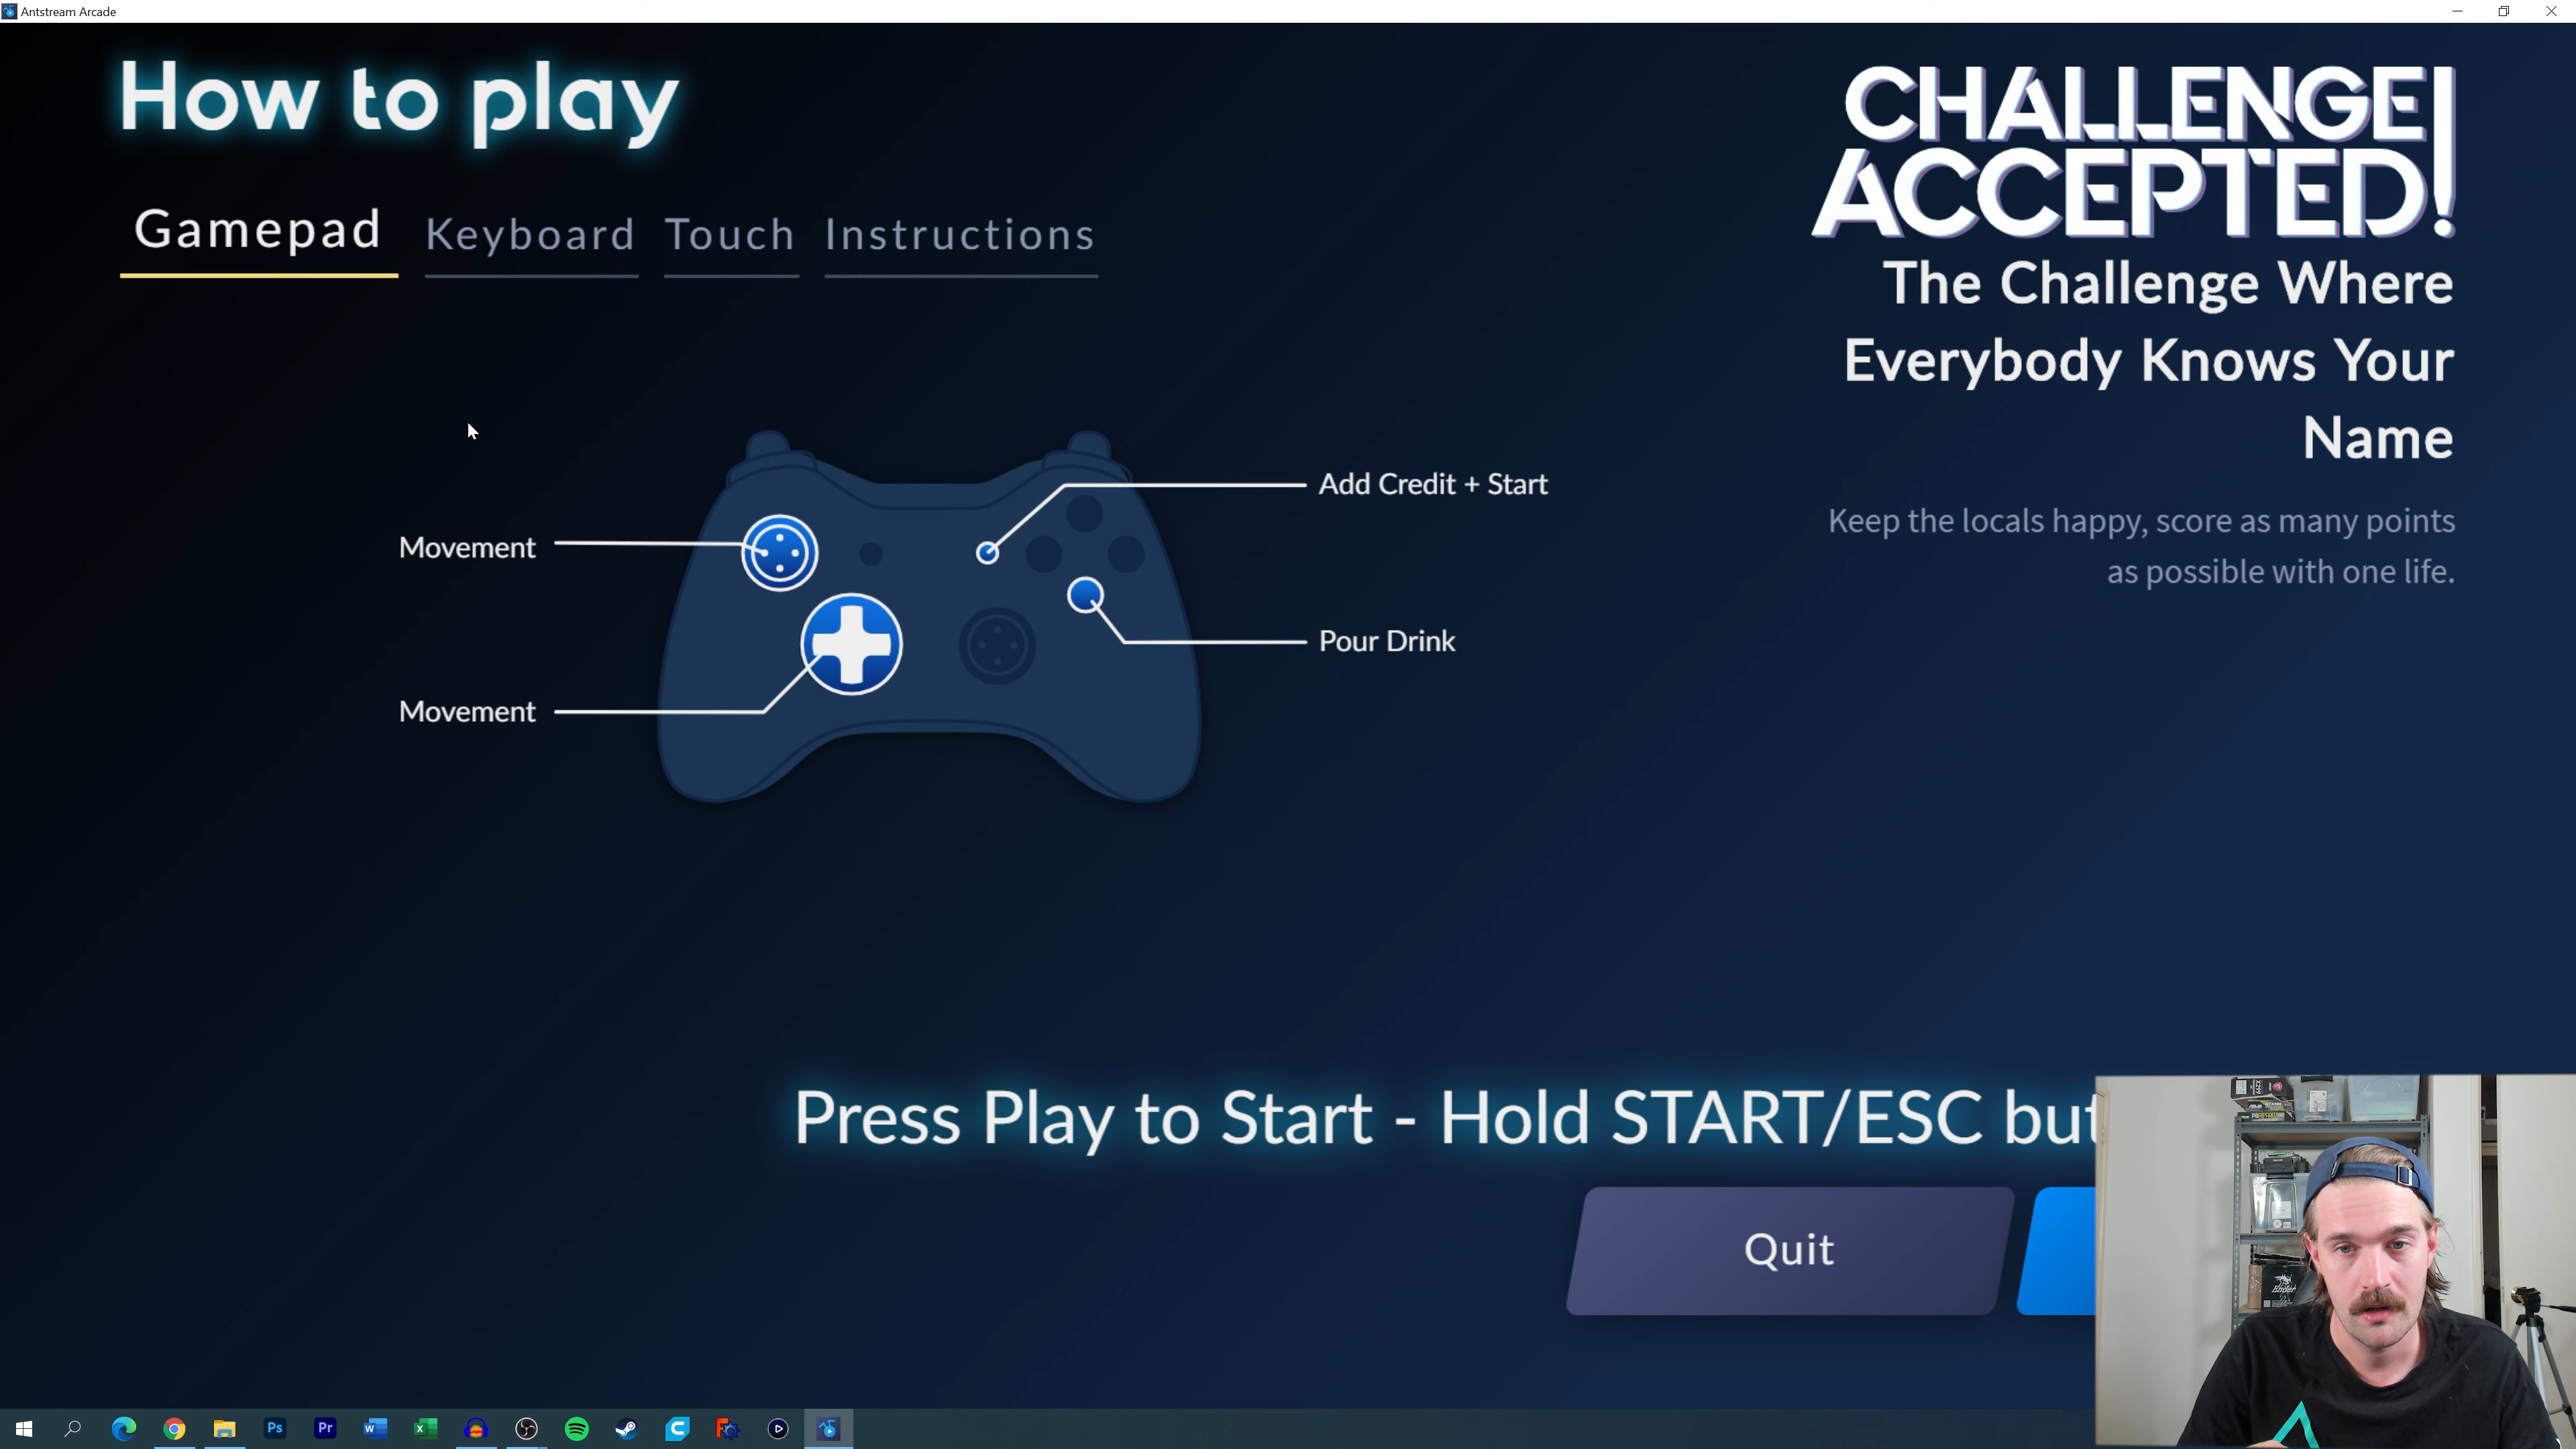 Antstream Arcade
How to play
CHALLENGE
ACCEPTED!
Gamepad Keyboard Touch Instructions
The Challenge Where
Everybody Knows Your
Name
Keep the locals happy, score as many points
as possible with one life.
Add Credit + Start
Movement
Pour Drink
Movement
Press Play to Start - Hold START/ESC but
Quit
Ps Pr W X